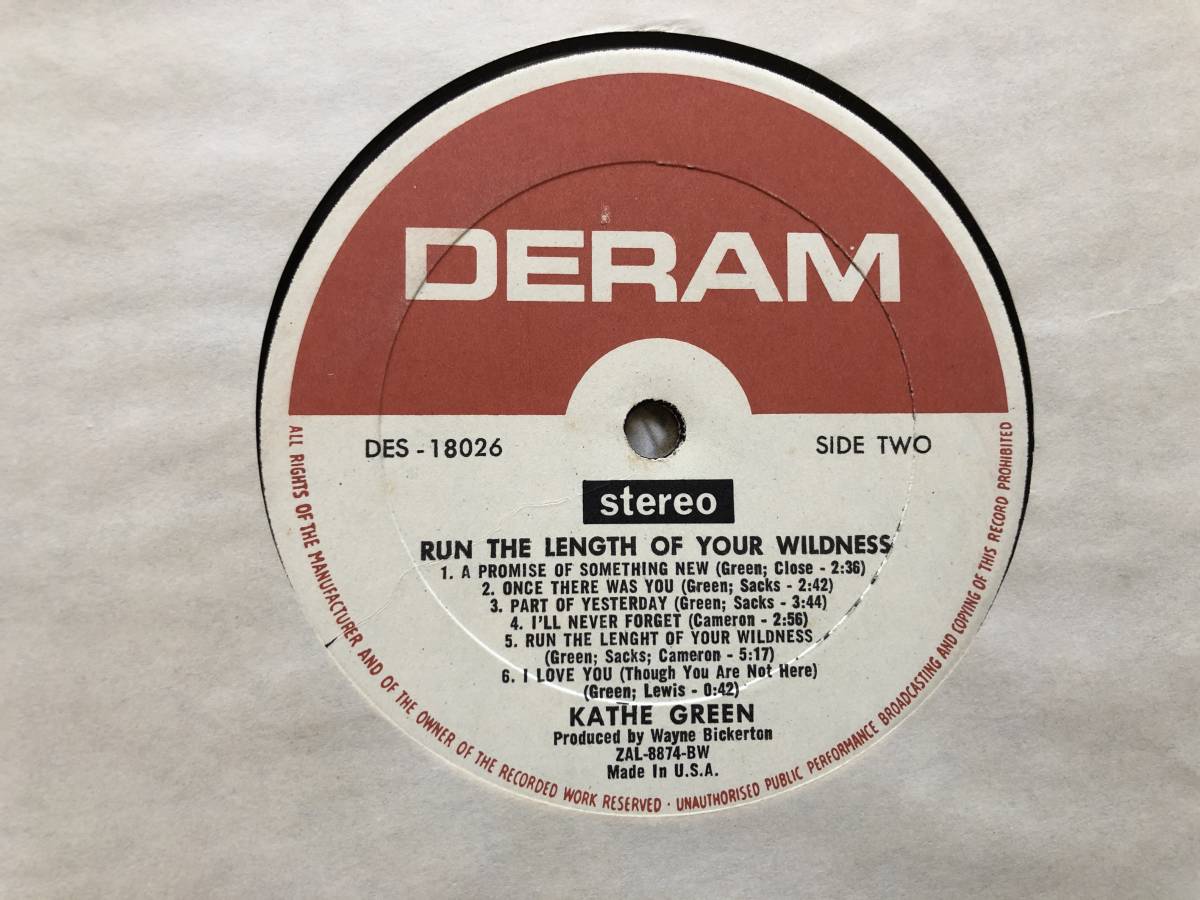 DERAM
DES - 18026
SIDE TWO
stereo
RUN THE LENGTH OF YOUR WILDNESS
1. A PROMISE OF SOMETHING NEW (Green; Close - 2:36)
2. ONCE THERE WAS YOU (Green; Sacks - 2:42)
3. PART OF YESTERDAY (Green; Sacks - 3:44)
4. I'LL NEVER FORGET (Cameron - 2:56)
5. RUN THE LENGHT OF YOUR WILDNESS
(Green; Sacks; Cameron - 5:17)
6. I LOVE YOU (Though You Are Not Here)
(Green; Lewis - 0:42)
KATHE GREEN
Produced by Wayne Bickerton
ZAL-8874-BW
Made In U.S.A.
ALL RIGHTS OF THE MANUFACTURER AND OF THE OWNER OF THE RECORDED WORK RESERVED · UNAUTHORISED PUBLIC PERFORMANCE BROADCASTING AND COPYING OF THIS RECORD PROHIBITED